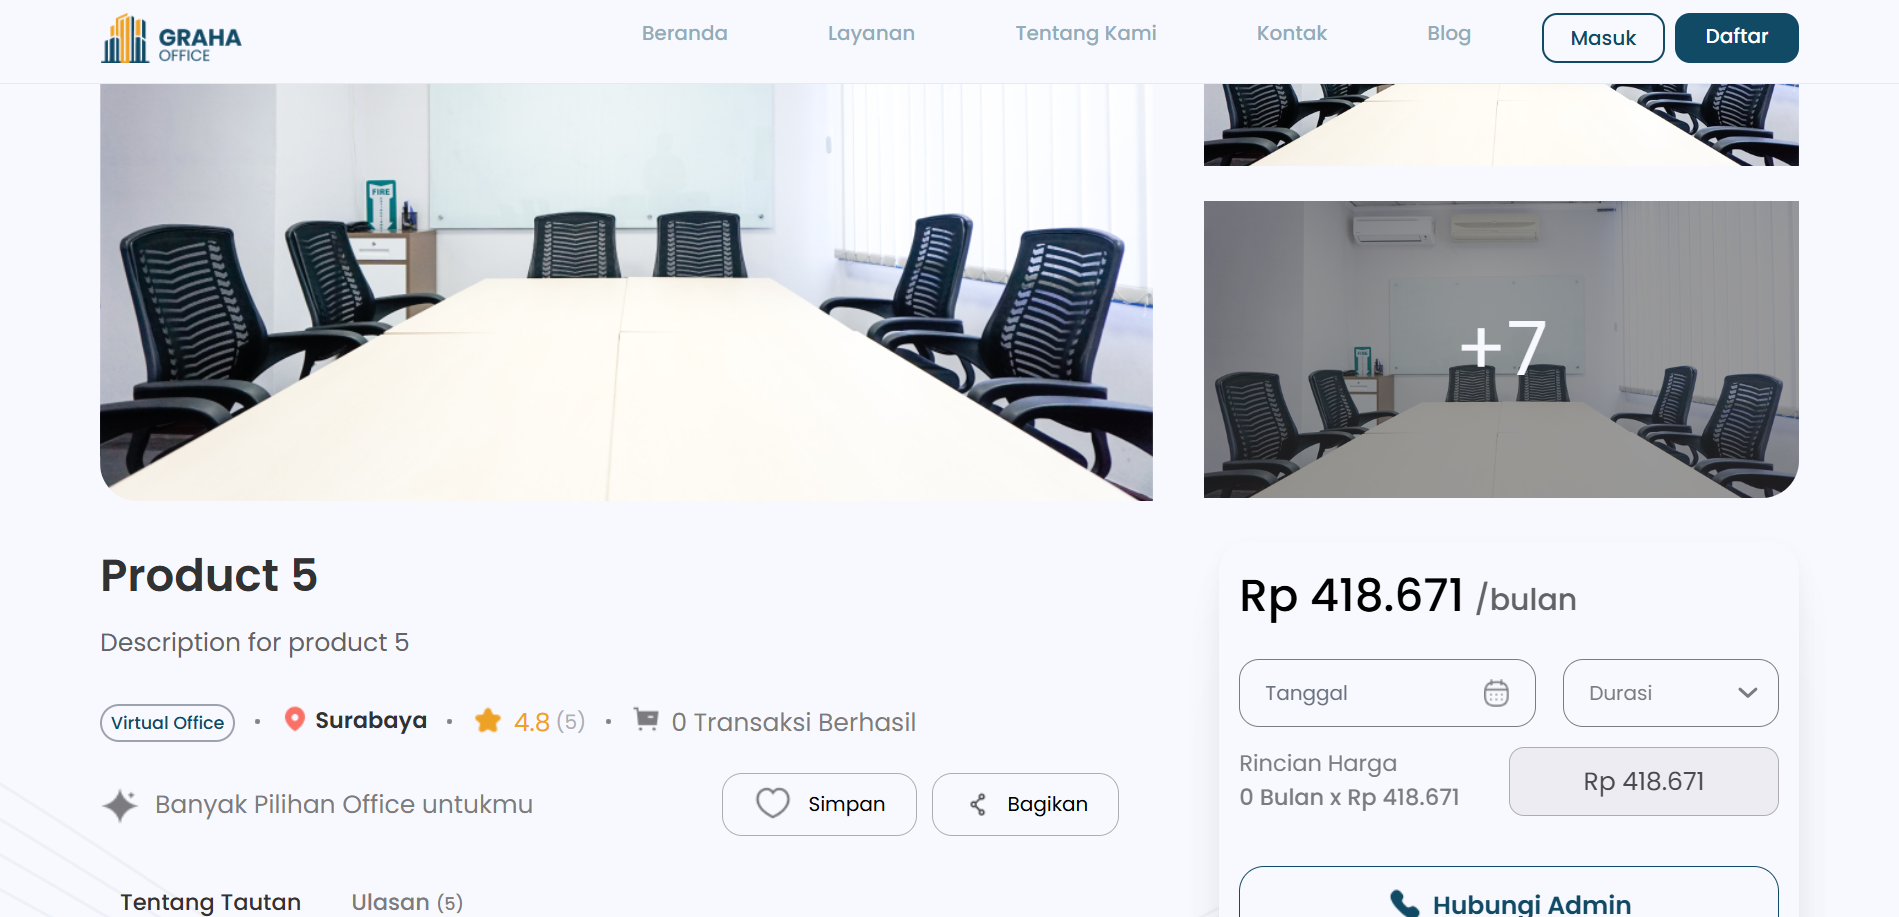 GRAHA
OFFICE
Beranda
Layanan
Tentang Kami
Kontak
Blog
Masuk
Daftar
FIRE
FIRE
+7
Product 5
Description for product 5
Virtual Office • Surabaya • 4.8 (5) • 0 Transaksi Berhasil
Banyak Pilihan Office untukmu
Simpan
Bagikan
Tentang Tautan
Ulasan (5)
Rp 418.671 /bulan
Tanggal
Durasi
Rincian Harga
0 Bulan x Rp 418.671
Rp 418.671
Hubungi Admin